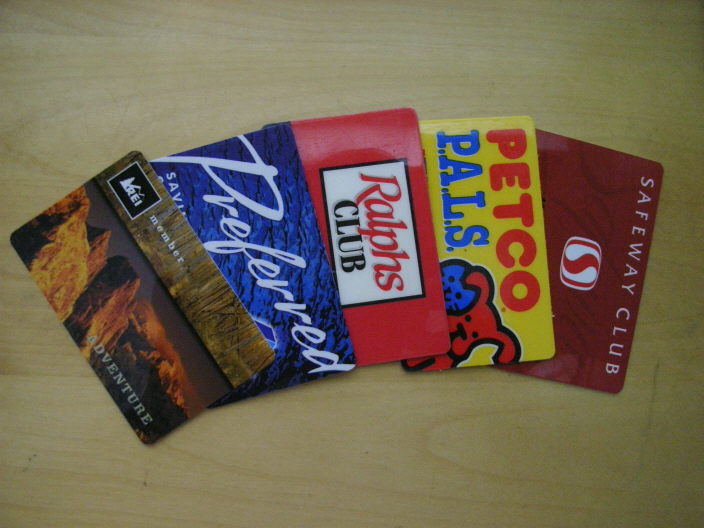 REI
member
ADVENTURE
Preferred
Ralphs
CLUB
PETCO
P.A.L.S.
SAFEWAY CLUB